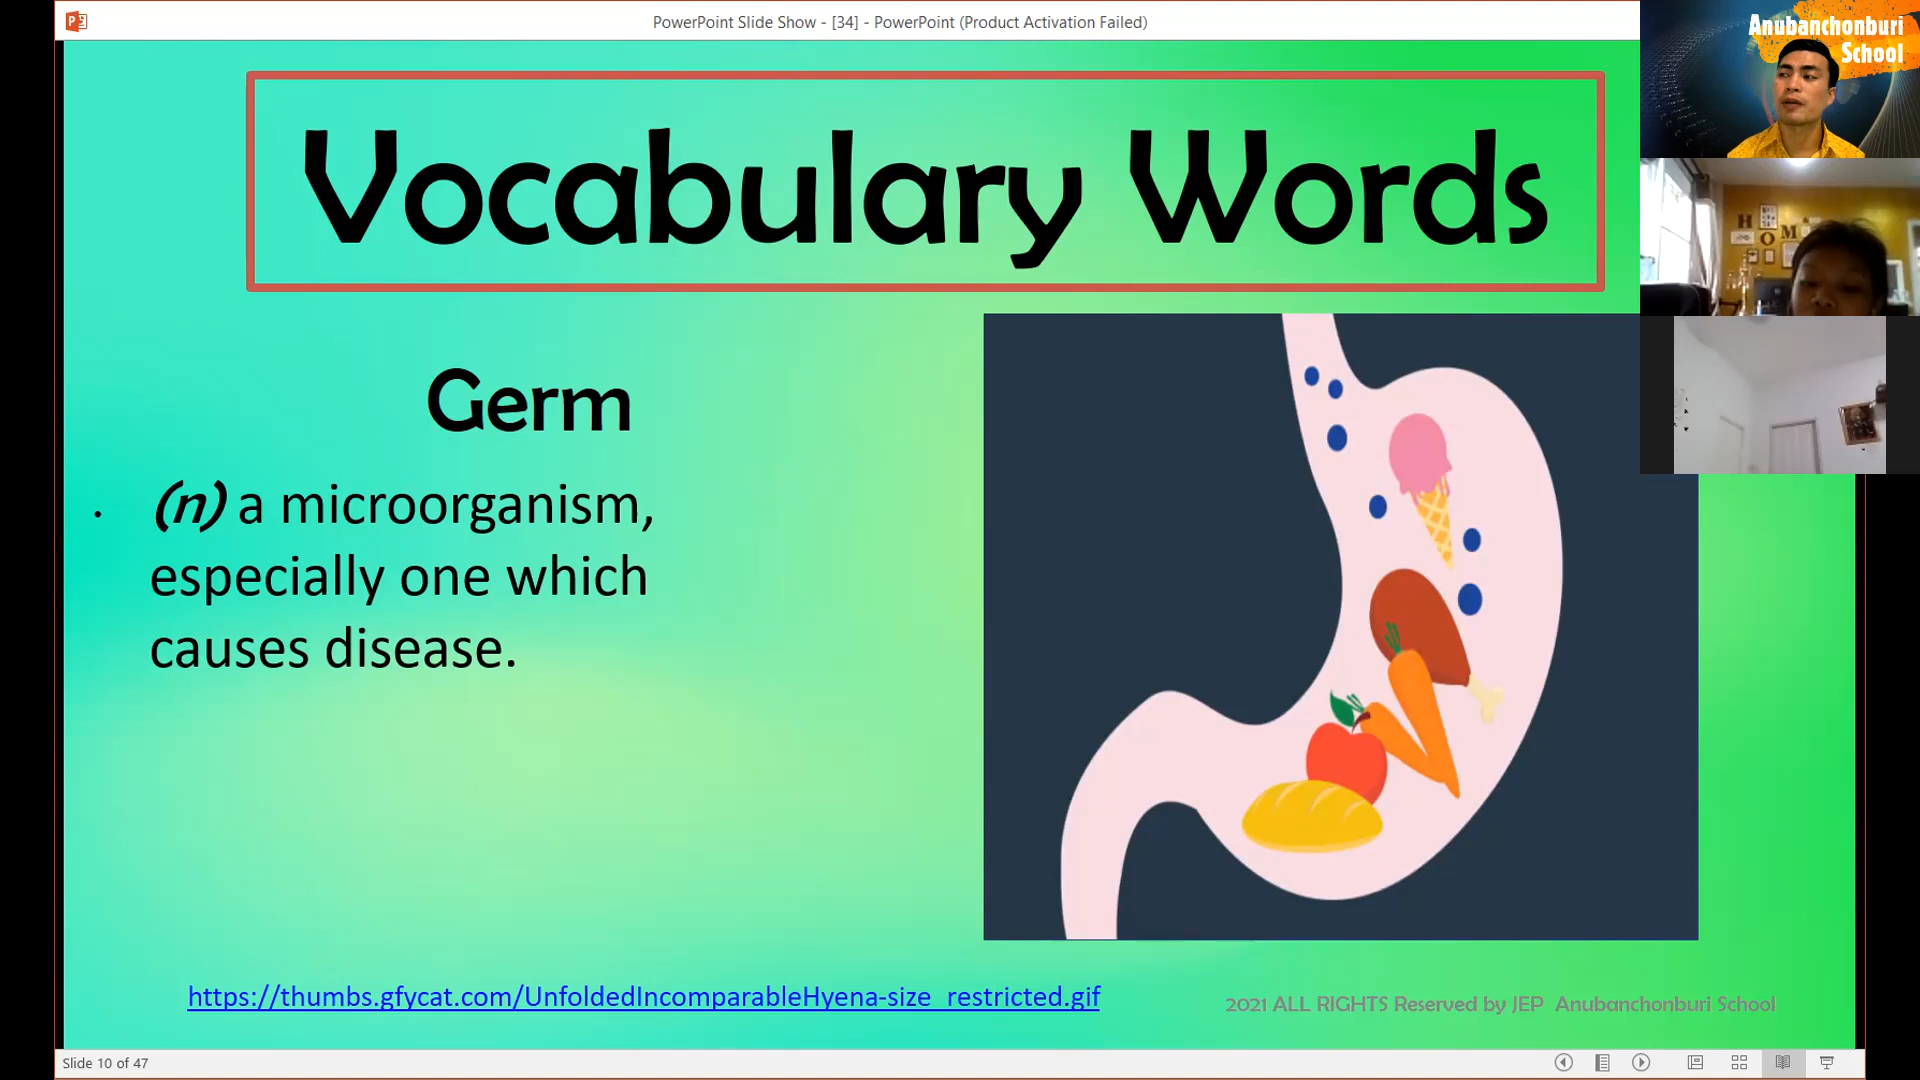 PowerPoint Slide Show - [34] - PowerPoint (Product Activation Failed)
Anubanchonburi
School
Vocabulary Words
HOM
Germ
• (n) a microorganism,
especially one which
causes disease.
https://thumbs.gfycat.com/UnfoldedIncomparableHyena-size_restricted.gif
2021 ALL RIGHTS Reserved by JEP Anubanchonburi School
Slide 10 of 47